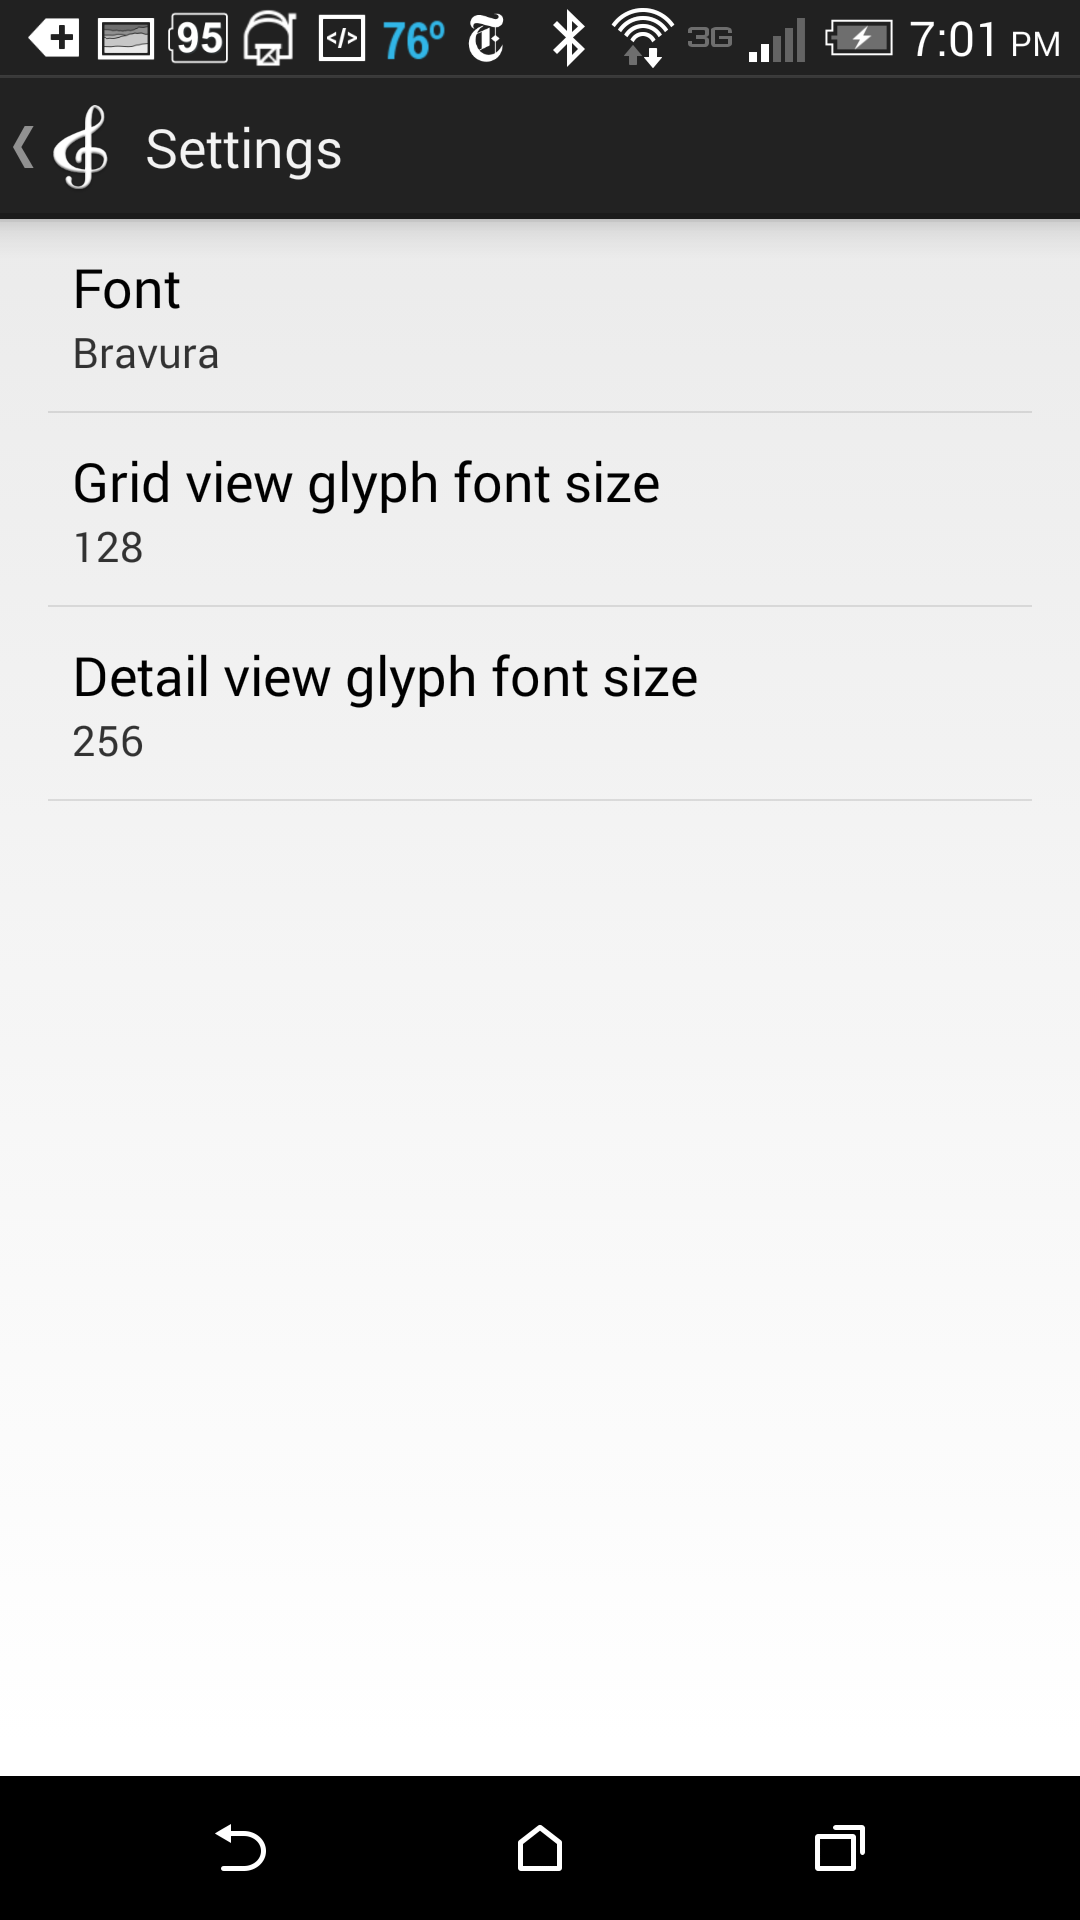 95 </> 76° T 3G 7:01 PM
Settings
Font
Bravura
Grid view glyph font size
128
Detail view glyph font size
256